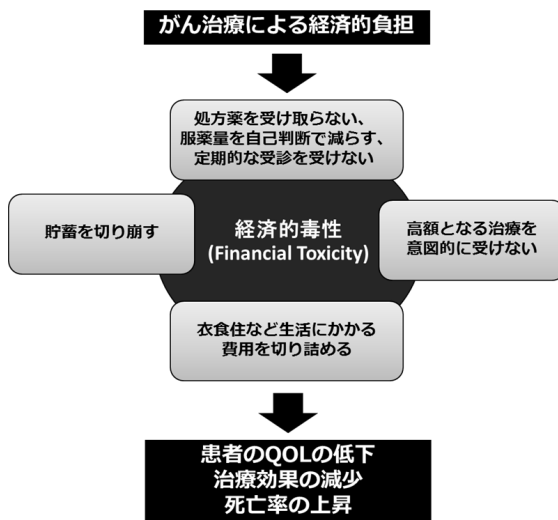 がん治療による経済的負担
処方薬を受け取らない、
服薬量を自己判断で減らす、
定期的な受診を受けない
貯蓄を切り崩す
経済的毒性
(Financial Toxicity)
高額となる治療を
意図的に受けない
衣食住など生活にかかる
費用を切り詰める
患者のQOLの低下
治療効果の減少
死亡率の上昇